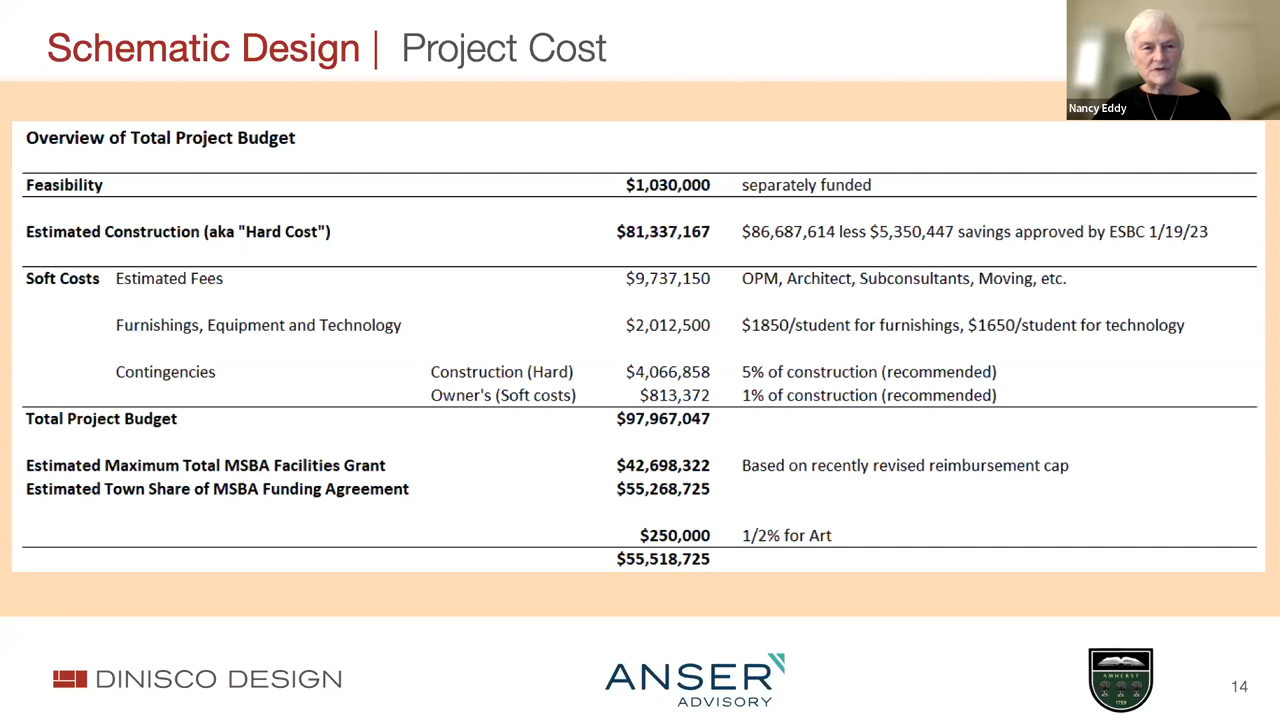 Schematic Design | Project Cost
Nancy Eddy
Overview of Total Project Budget
Feasibility $1,030,000 separately funded
Estimated Construction (aka "Hard Cost") $81,337,167 $86,687,614 less $5,350,447 savings approved by ESBC 1/19/23
Soft Costs Estimated Fees $9,737,150 OPM, Architect, Subconsultants, Moving, etc.
Furnishings, Equipment and Technology $2,012,500 $1850/student for furnishings, $1650/student for technology
Contingencies Construction (Hard) $4,066,858 5% of construction (recommended)
Owner's (Soft costs) $813,372 1% of construction (recommended)
Total Project Budget $97,967,047
Estimated Maximum Total MSBA Facilities Grant $42,698,322 Based on recently revised reimbursement cap
Estimated Town Share of MSBA Funding Agreement $55,268,725
$250,000 1/2% for Art
$55,518,725
DINISCO DESIGN
ANSER
ADVISORY
AMHERST
1759
14